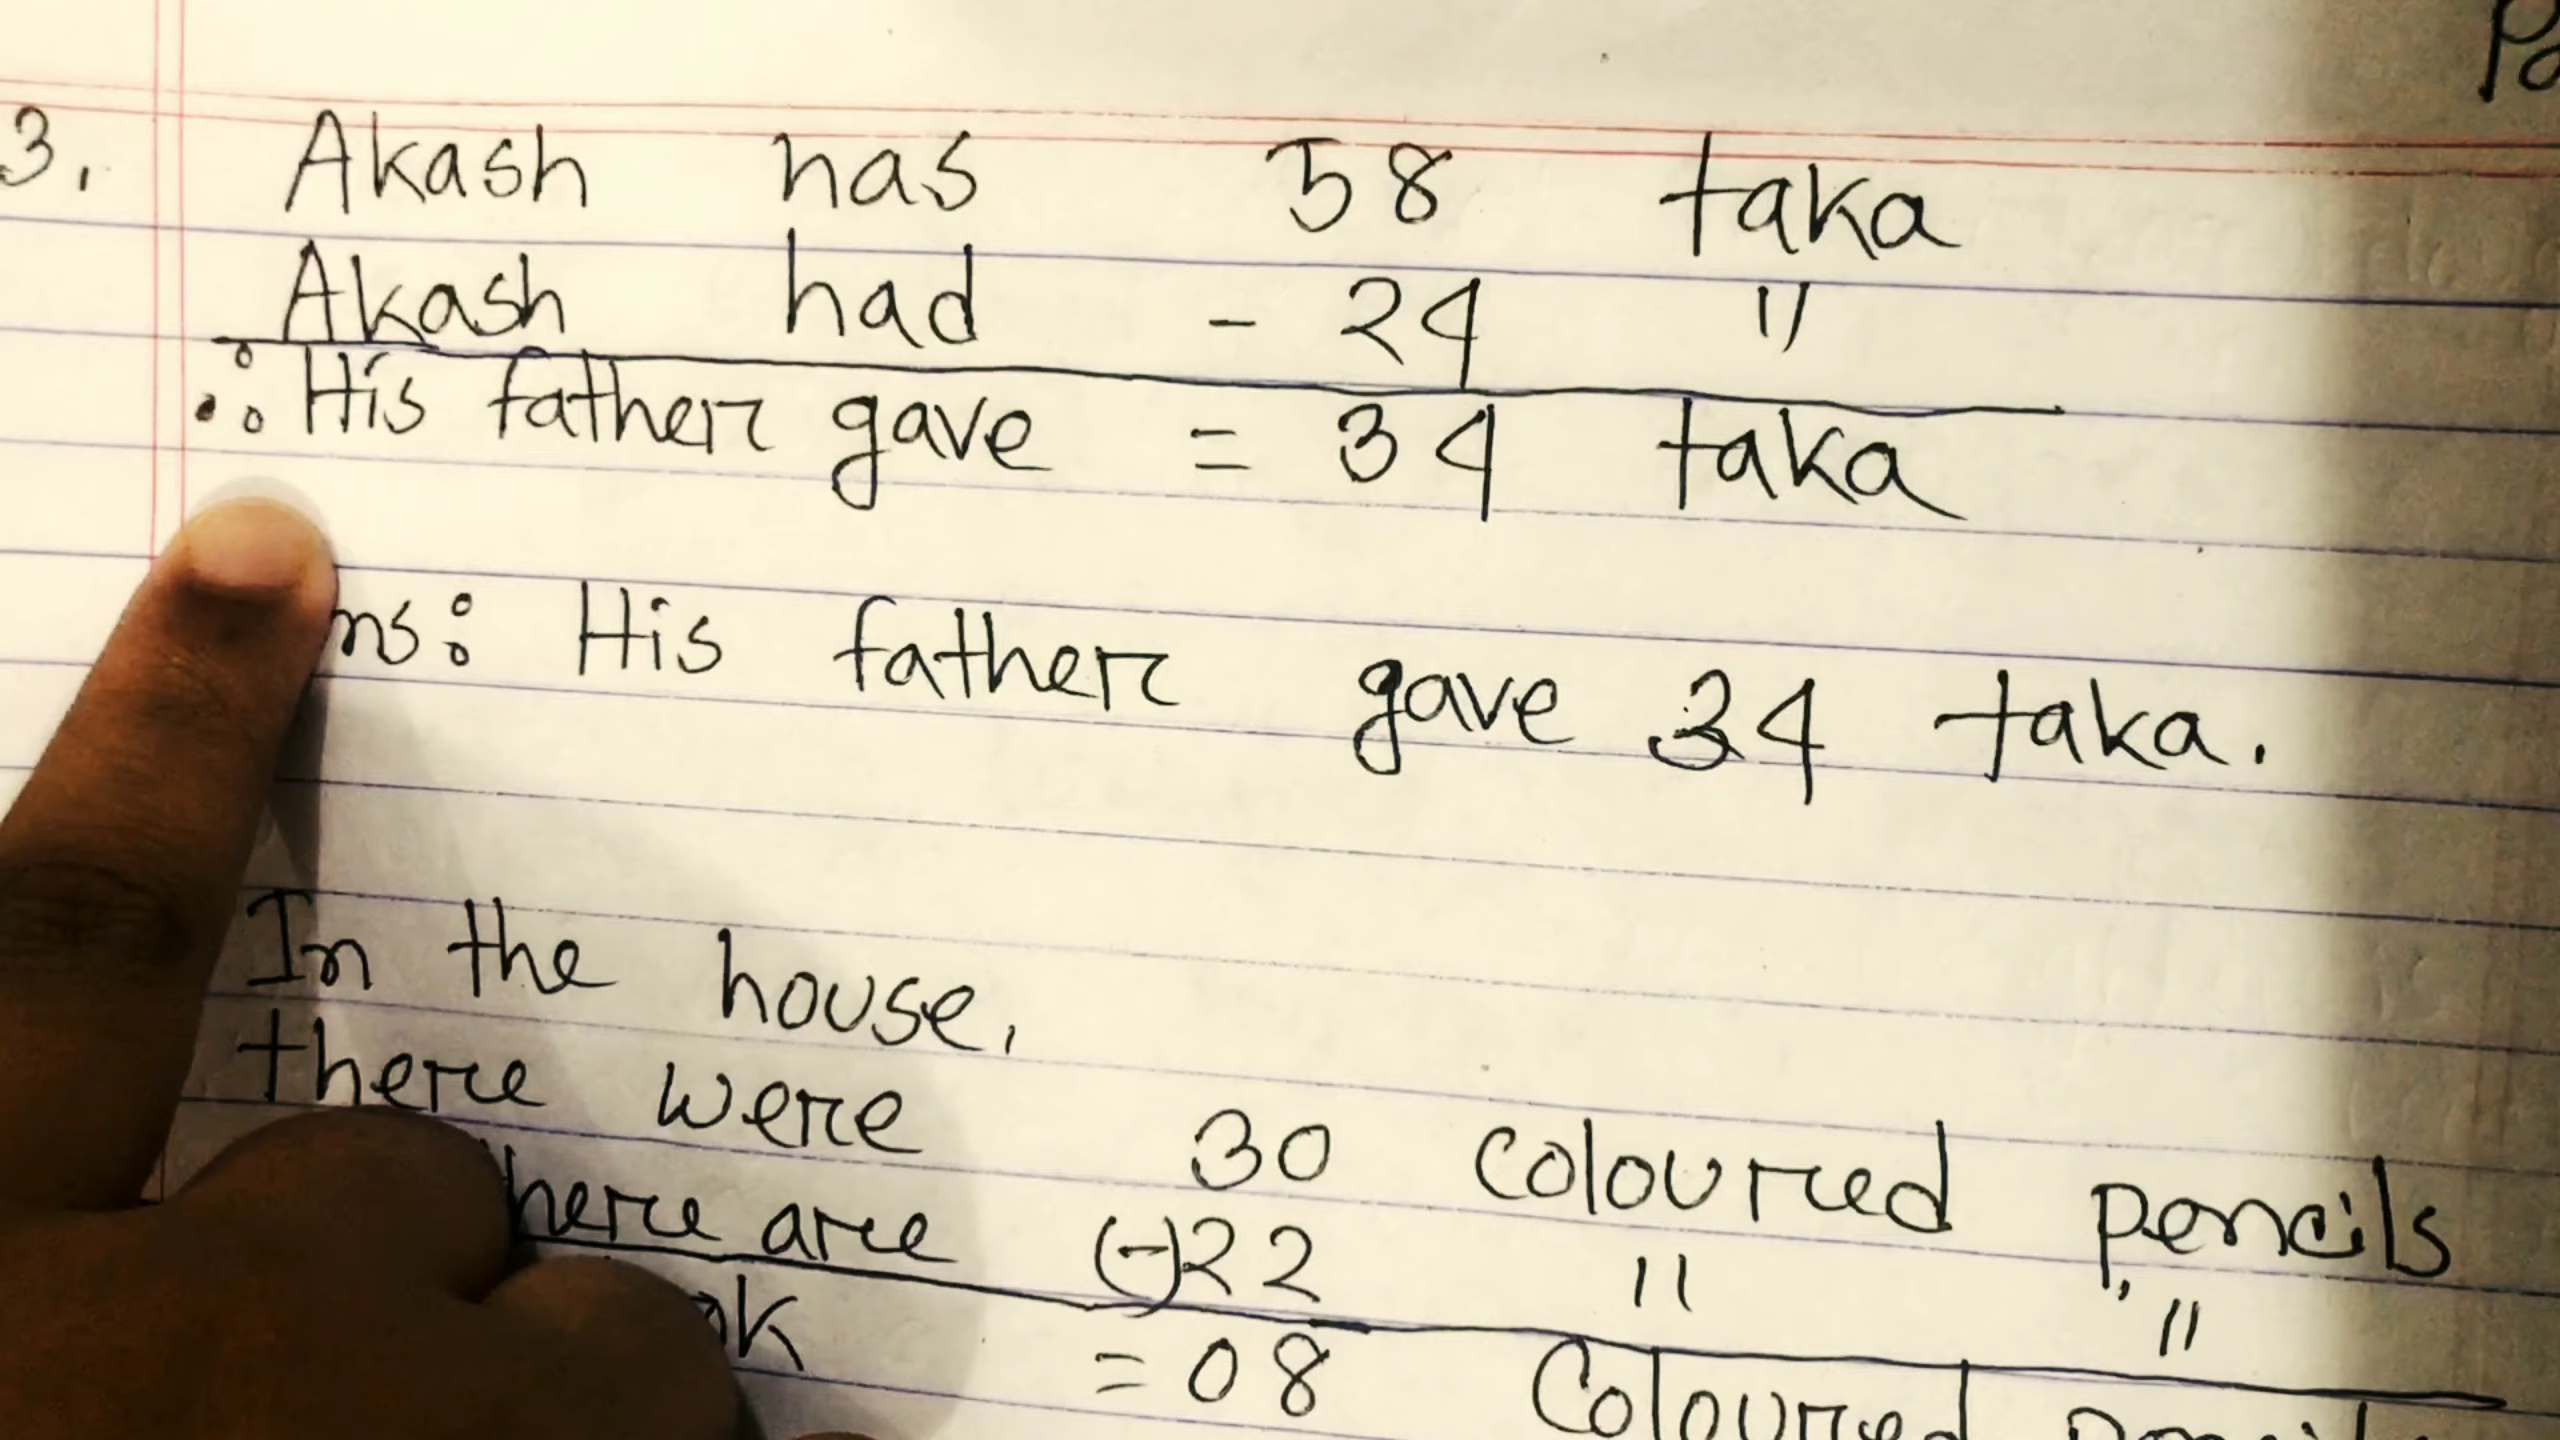 3. Akash has 58 taka
Akash had - 24 "
∴ His father gave = 34 taka
ns: His father gave 34 taka.
In the house,
there were 30 coloured pencils
here are (-)22 " "
= 08 Coloured